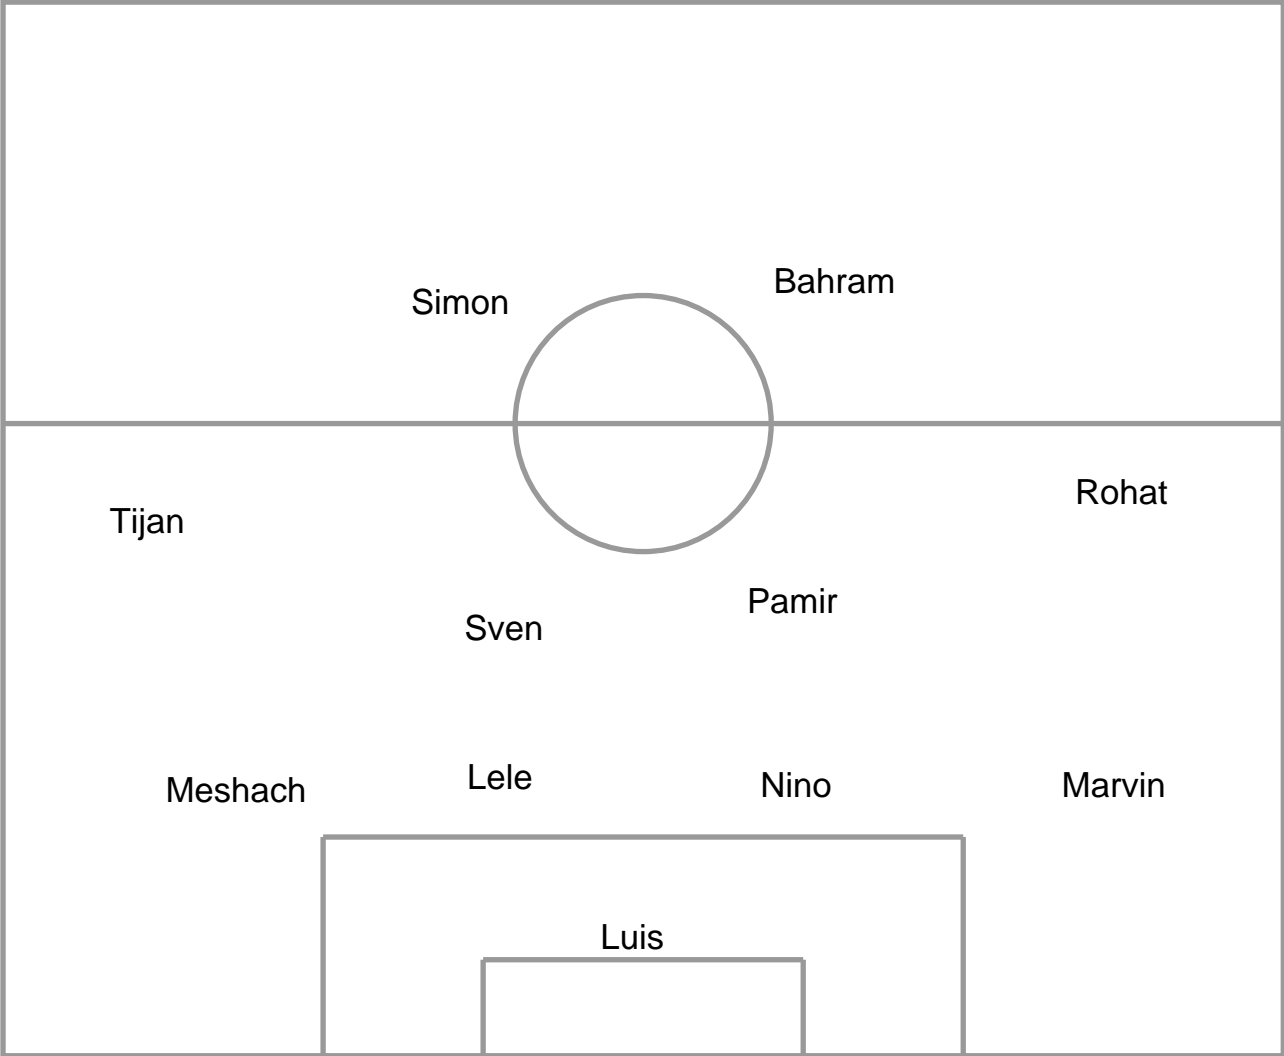 Bahram
Simon
Rohat
Tijan
Pamir
Sven
Lele
Nino
Marvin
Meshach
Luis